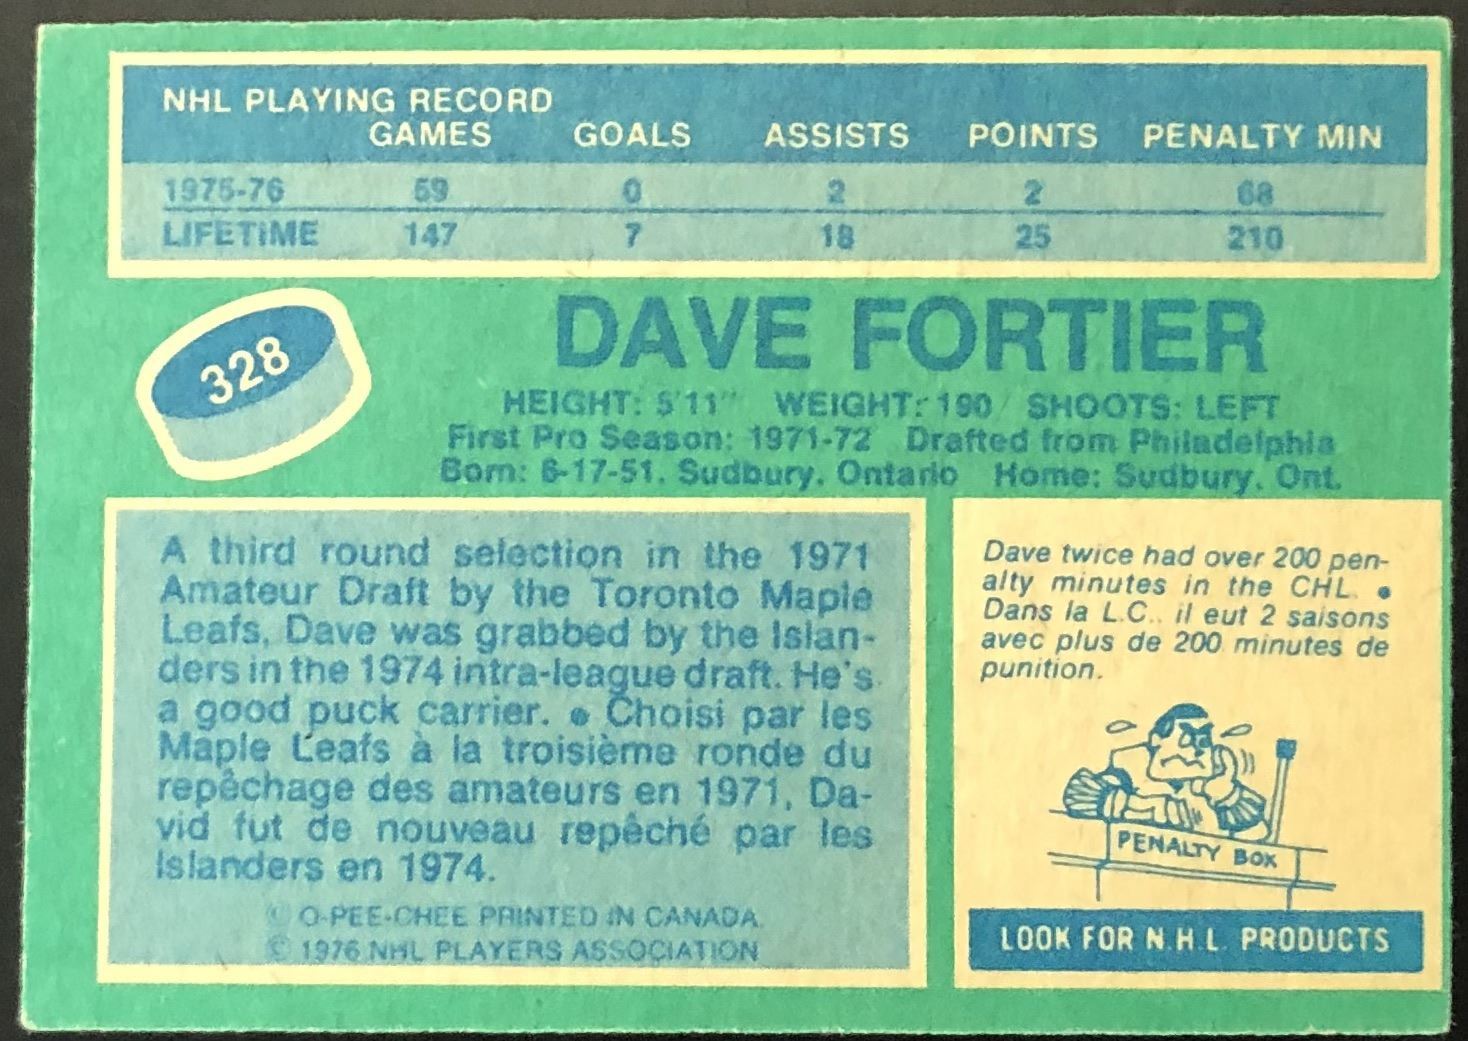 NHL PLAYING RECORD
GAMES GOALS ASSISTS POINTS PENALTY MIN
1975-76 59 0 2 2 68
LIFETIME 147 7 18 25 210
328
DAVE FORTIER
HEIGHT: 5'11" WEIGHT: 190 SHOOTS: LEFT
First Pro Season: 1971-72 Drafted from Philadelphia
Born: 6-17-51. Sudbury. Ontario Home: Sudbury. Ont.
A third round selection in the 1971
Amateur Draft by the Toronto Maple
Leafs, Dave was grabbed by the Islan-
ders in the 1974 intra-league draft. He's
a good puck carrier. • Choisi par les
Maple Leafs à la troisième ronde du
repêchage des amateurs en 1971, Da-
vid fut de nouveau repêché par les
Islanders en 1974.
© O-PEE-CHEE PRINTED IN CANADA
© 1976 NHL PLAYERS ASSOCIATION
Dave twice had over 200 pen-
alty minutes in the CHL. •
Dans la L.C., il eut 2 saisons
avec plus de 200 minutes de
punition.
PENALTY BOX
LOOK FOR N.H.L. PRODUCTS